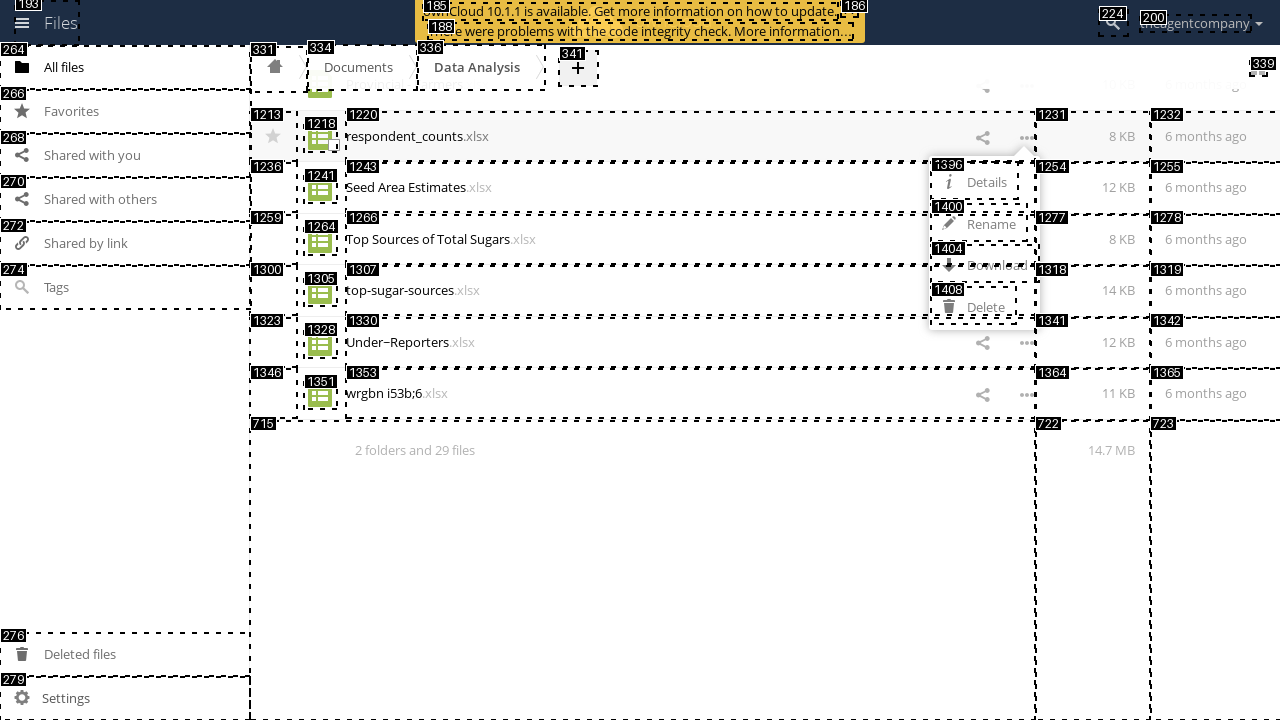 193
185
186
188
224
200
Files
Cloud 10.1.1 is available. Get more information on how to update.
were problems with the code integrity check. More information…
264
331
334
336
341
339
All files
Documents
Data Analysis
+
266
Favorites
1213
1218
1220
1231
1232
respondent_counts.xlsx
8 KB
6 months ago
268
Shared with you
1236
1241
1243
1396
1254
1255
Seed Area Estimates.xlsx
Details
12 KB
6 months ago
270
Shared with others
1259
1264
1266
1400
1277
1278
Top Sources of Total Sugars.xlsx
Rename
8 KB
6 months ago
272
Shared by link
1404
Download
274
Tags
1300
1305
1307
1318
1319
top-sugar-sources.xlsx
14 KB
6 months ago
1408
Delete
1323
1328
1330
1341
1342
Under–Reporters.xlsx
12 KB
6 months ago
1346
1351
1353
1364
1365
wrgbn i53b;6.xlsx
11 KB
6 months ago
715
722
723
2 folders and 29 files
14.7 MB
276
Deleted files
279
Settings